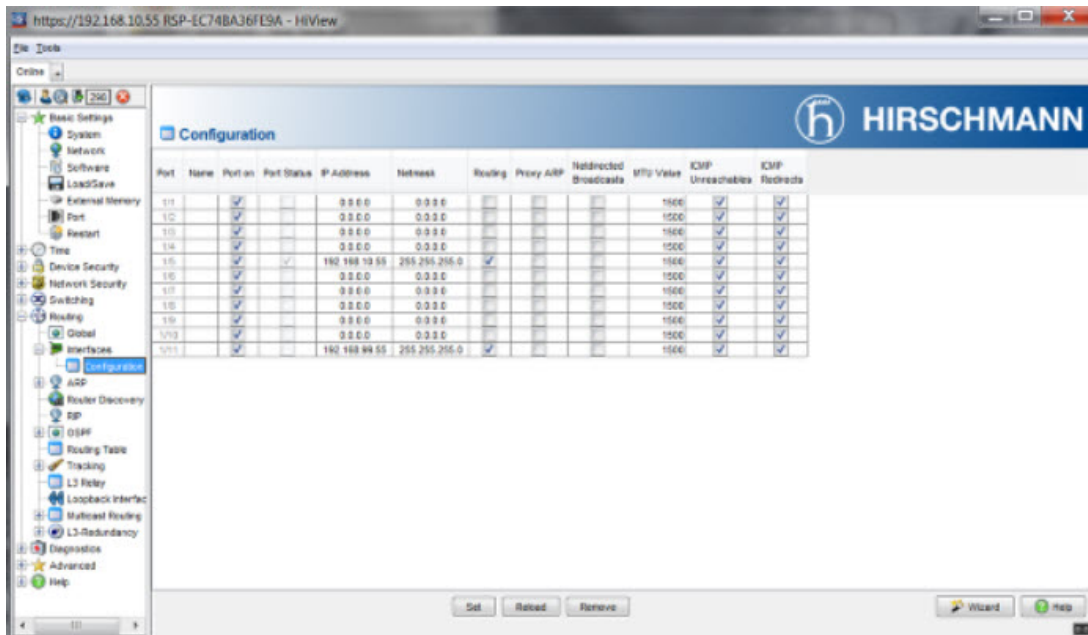 https://192.168.10.55 RSP-EC74BA36FE9A - HiView
File Tools
Online +
296
Basic Settings
System
Network
Software
Load/Save
External Memory
Port
Restart
Time
Device Security
Network Security
Switching
Routing
Global
Interfaces
Configuration
ARP
Router Discovery
RIP
OSPF
Routing Table
Tracking
L3 Relay
Loopback Interfac
Multicast Routing
L3-Redundancy
Diagnostics
Advanced
Help
HIRSCHMANN
Configuration
Port Name Port on Port Status IP Address Netmask Routing Proxy ARP Netdirected Broadcasts MTU Value ICMP Unreachables ICMP Redirects
1/1 0.0.0.0 0.0.0.0 1500
1/2 0.0.0.0 0.0.0.0 1500
1/3 0.0.0.0 0.0.0.0 1500
1/4 0.0.0.0 0.0.0.0 1500
1/5 192.168.10.55 255.255.255.0 1500
1/6 0.0.0.0 0.0.0.0 1500
1/7 0.0.0.0 0.0.0.0 1500
1/8 0.0.0.0 0.0.0.0 1500
1/9 0.0.0.0 0.0.0.0 1500
1/10 0.0.0.0 0.0.0.0 1500
1/11 192.168.99.55 255.255.255.0 1500
Set Reload Remove Wizard Help